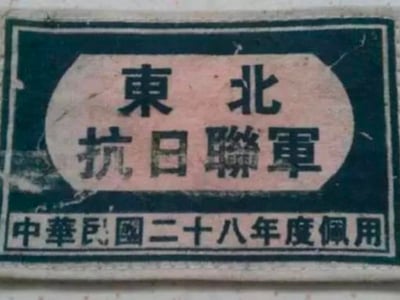 東北
抗日聯軍
中華民國二十八年度佩用